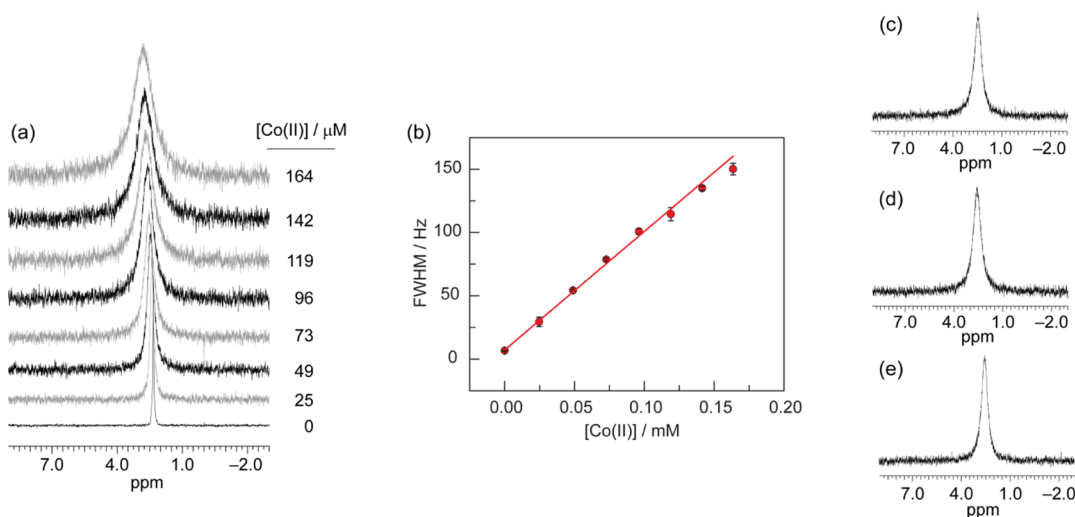 (a)
[Co(II)] / μM
164
142
119
96
73
49
25
0
7.0 4.0 1.0 –2.0
ppm
(b)
FWHM / Hz
150
100
50
0
0.00 0.05 0.10 0.15 0.20
[Co(II)] / mM
(c)
7.0 4.0 1.0 –2.0
ppm
(d)
7.0 4.0 1.0 –2.0
ppm
(e)
7.0 4.0 1.0 –2.0
ppm